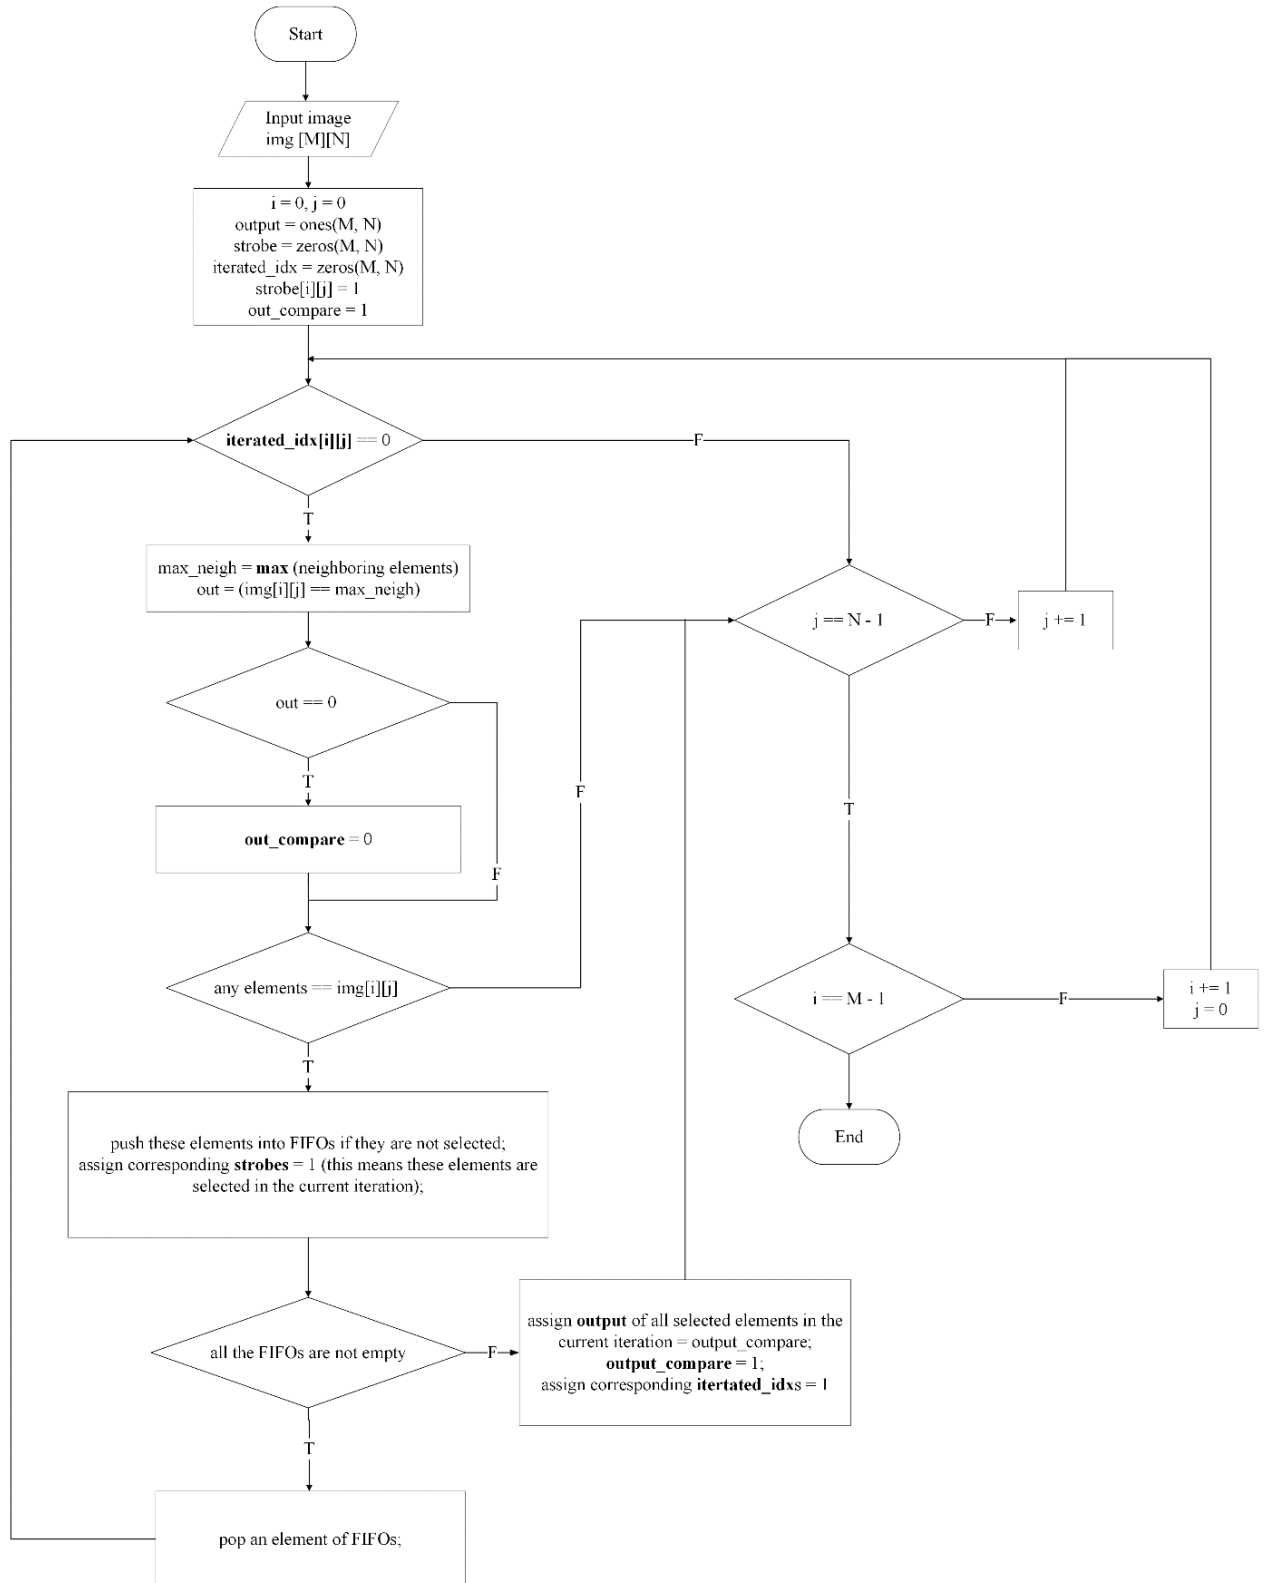 Start
Input image
img [M][N]
i = 0, j = 0
output = ones(M, N)
strobe = zeros(M, N)
iterated_idx = zeros(M, N)
strobe[i][j] = 1
out_compare = 1
iterated_idx[i][j] == 0
F
T
max_neigh = max (neighboring elements)
out = (img[i][j] == max_neigh)
j == N - 1
F
j += 1
out == 0
T
F
T
out_compare = 0
F
any elements == img[i][j]
i == M - 1
F
i += 1
j = 0
T
push these elements into FIFOs if they are not selected;
assign corresponding strobes = 1 (this means these elements are
selected in the current iteration);
End
all the FIFOs are not empty
F
assign output of all selected elements in the
current iteration = output_compare;
output_compare = 1;
assign corresponding itertated_idxs = 1
T
pop an element of FIFOs;